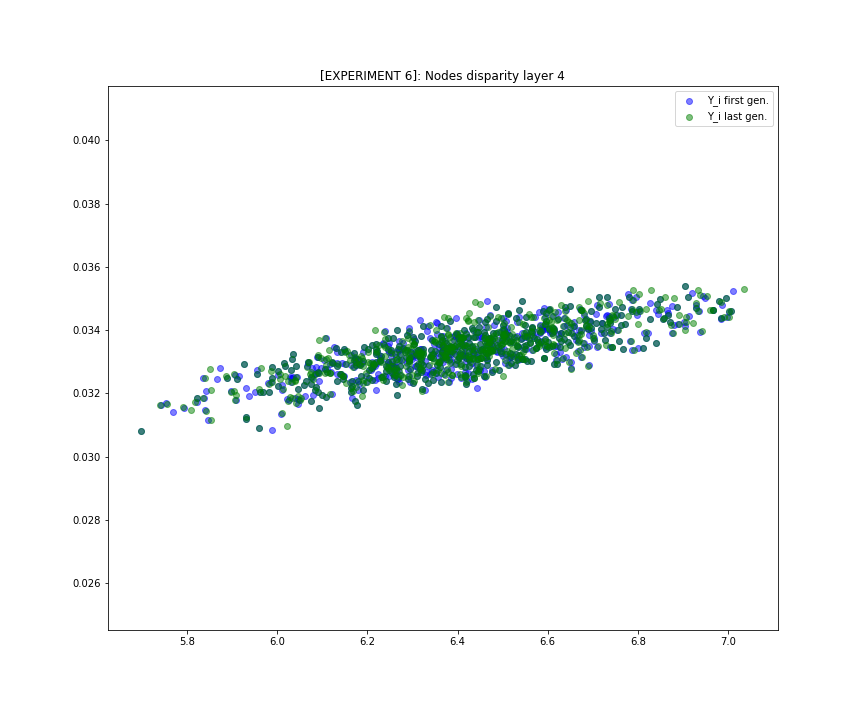 [EXPERIMENT 6]: Nodes disparity layer 4
Y_i first gen.
Y_i last gen.
0.040
0.038
0.036
0.034
0.032
0.030
0.028
0.026
5.8 6.0 6.2 6.4 6.6 6.8 7.0